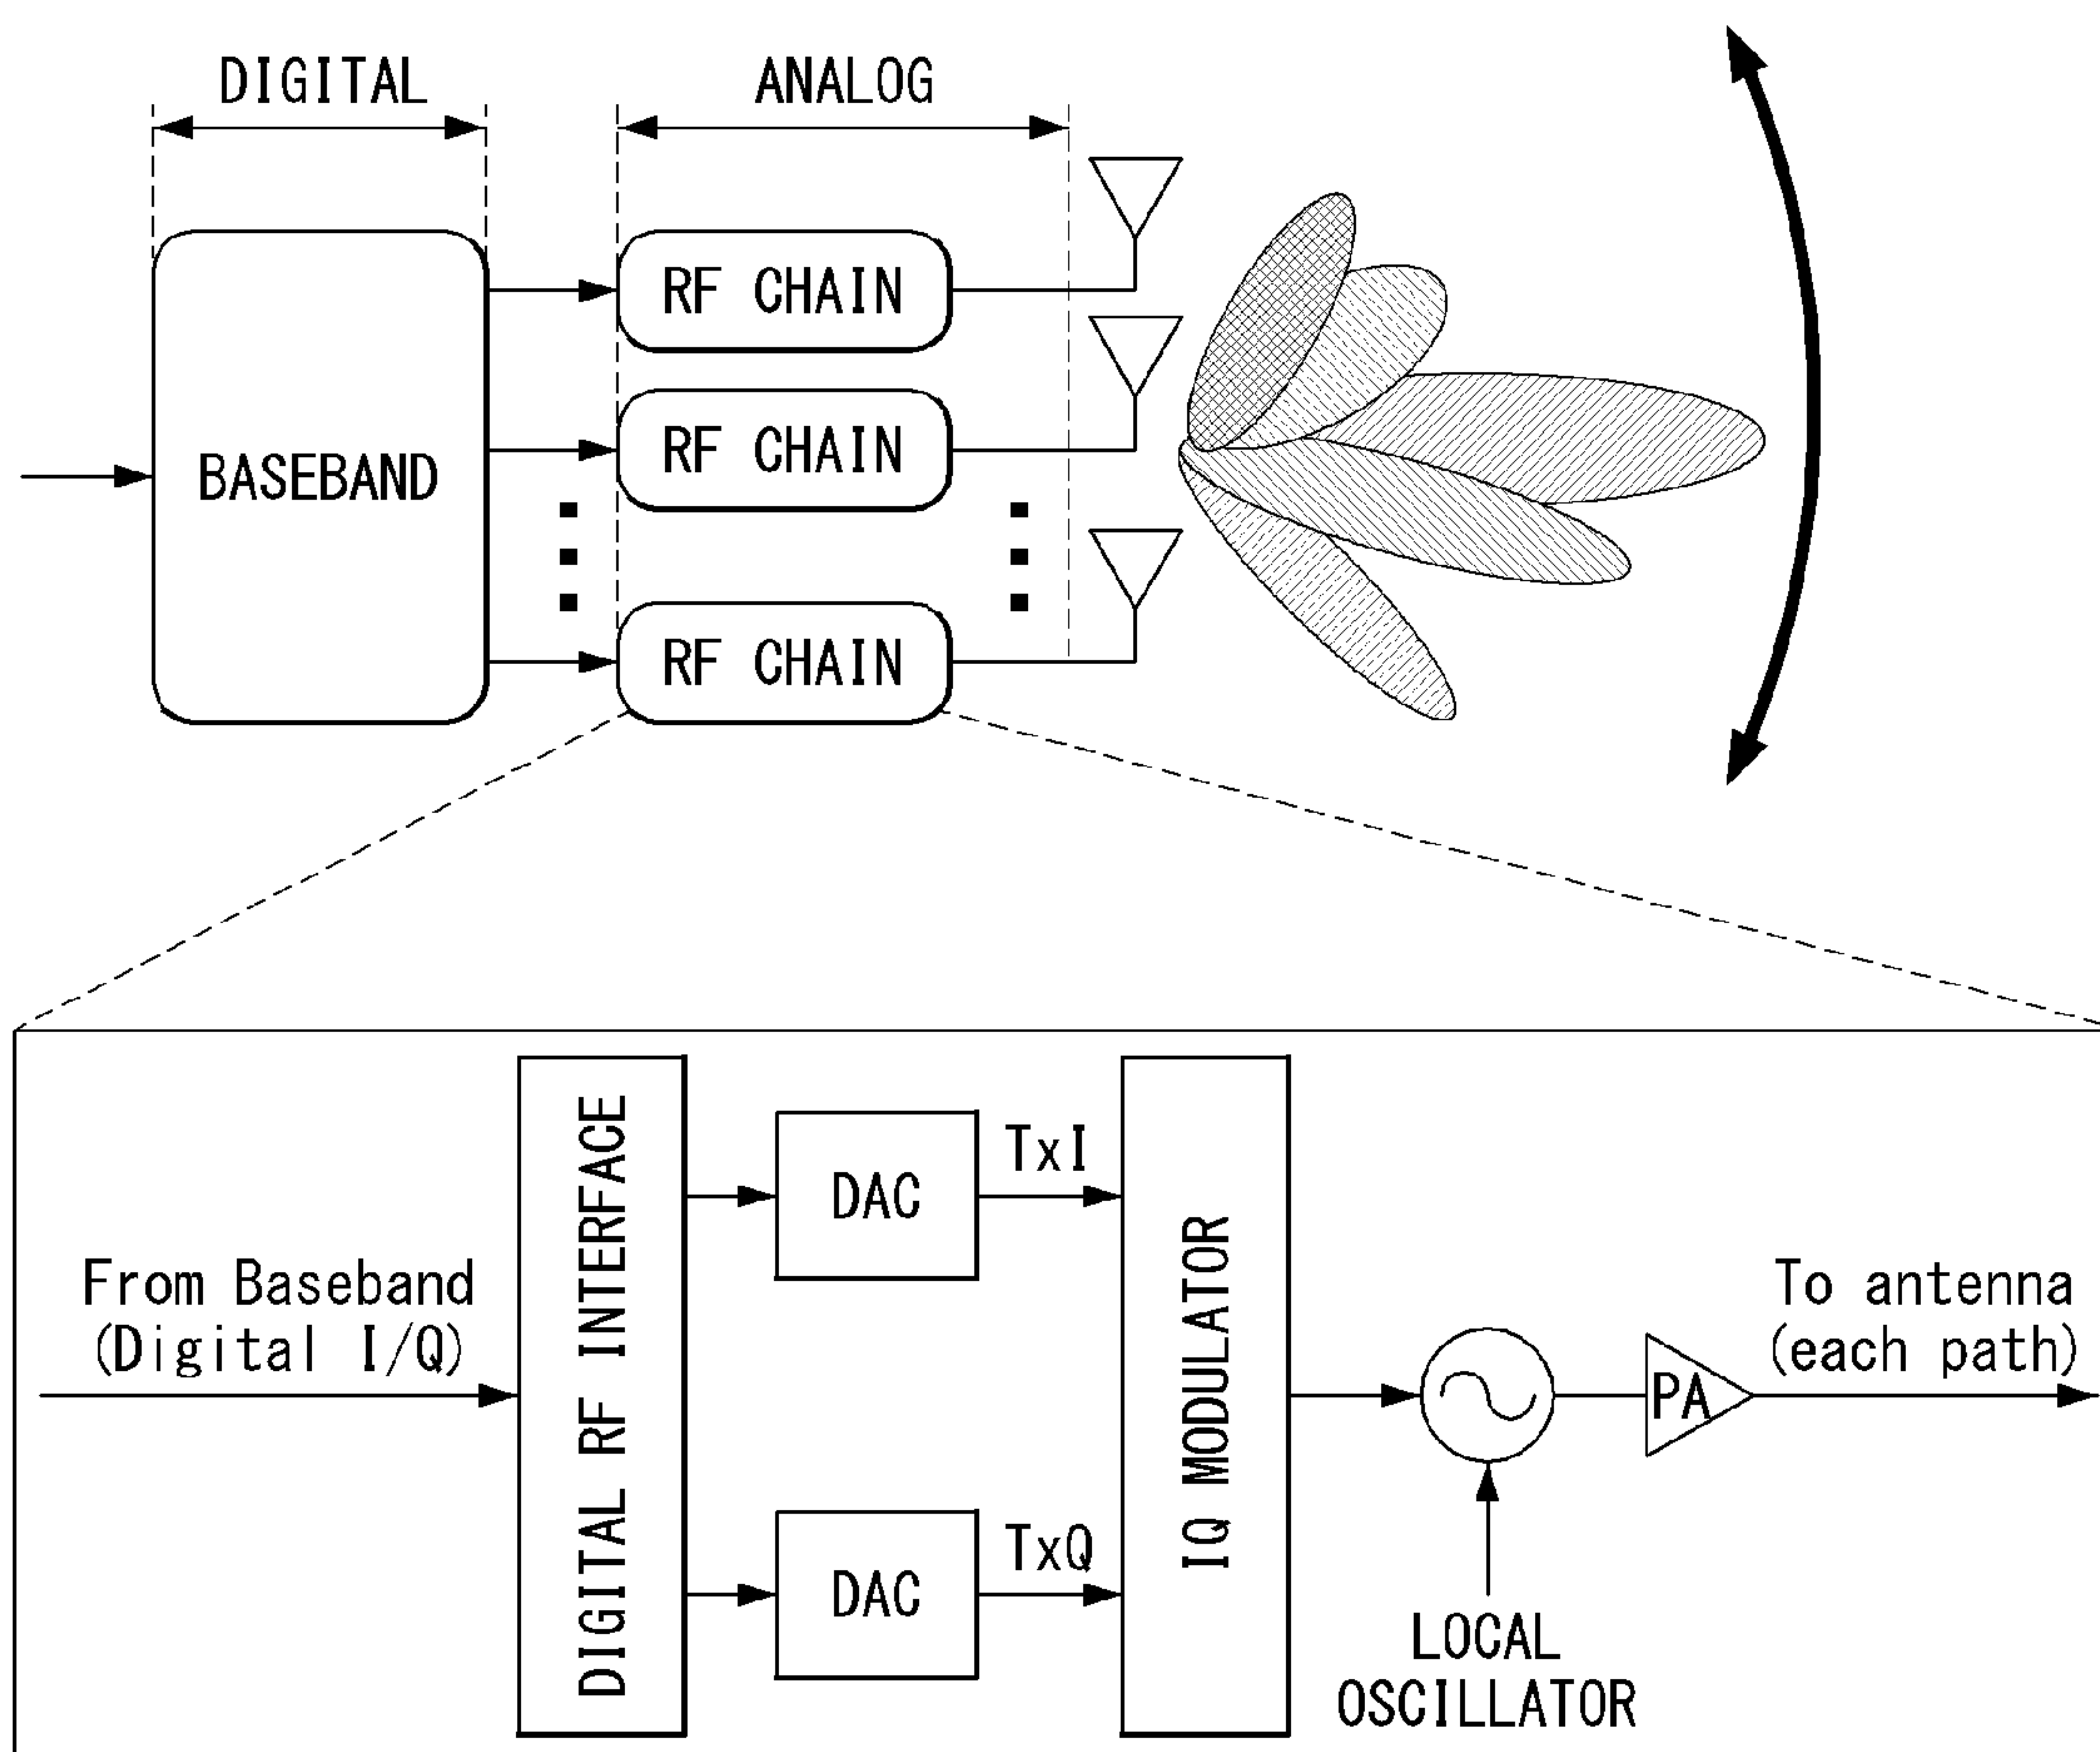 DIGITAL
ANALOG
BASEBAND
RF CHAIN
RF CHAIN
RF CHAIN
From Baseband
(Digital I/Q)
DIGITAL RF INTERFACE
DAC
TxI
DAC
TxQ
IQ MODULATOR
LOCAL
OSCILLATOR
PA
To antenna
(each path)